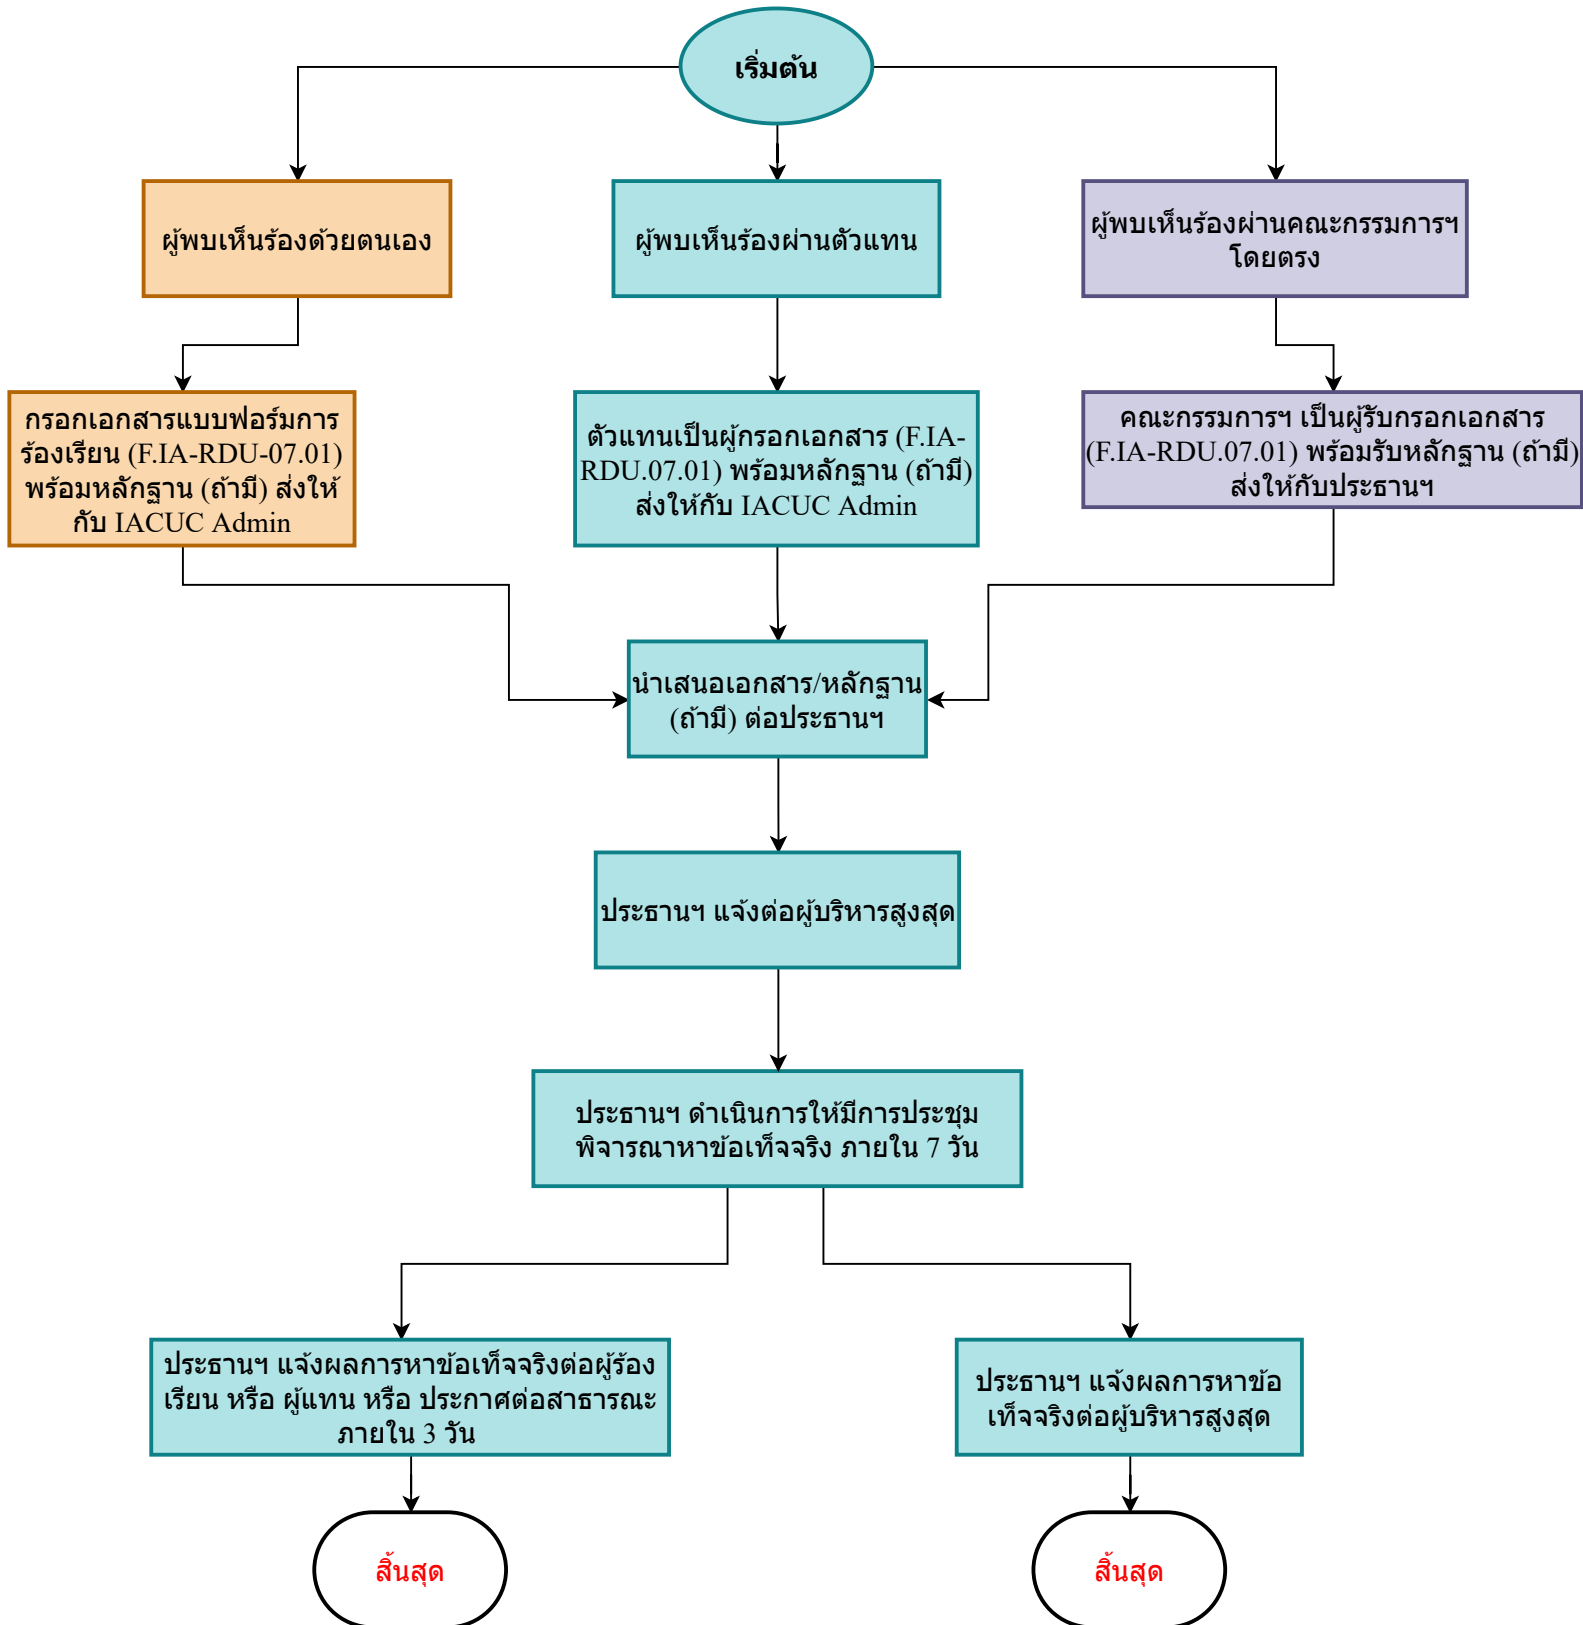 เริ่มต้น
ผู้พบเห็นร้องด้วยตนเอง
ผู้พบเห็นร้องผ่านตัวแทน
ผู้พบเห็นร้องผ่านคณะกรรมการฯ
โดยตรง
กรอกเอกสารแบบฟอร์มการ
ร้องเรียน (F.IA-RDU-07.01)
พร้อมหลักฐาน (ถ้ามี) ส่งให้
กับ IACUC Admin
ตัวแทนเป็นผู้กรอกเอกสาร (F.IA-
RDU.07.01) พร้อมหลักฐาน (ถ้ามี)
ส่งให้กับ IACUC Admin
คณะกรรมการฯ เป็นผู้รับกรอกเอกสาร
(F.IA-RDU.07.01) พร้อมรับหลักฐาน (ถ้ามี)
ส่งให้กับประธานฯ
นำเสนอเอกสาร/หลักฐาน
(ถ้ามี) ต่อประธานฯ
ประธานฯ แจ้งต่อผู้บริหารสูงสุด
ประธานฯ ดำเนินการให้มีการประชุม
พิจารณาหาข้อเท็จจริง ภายใน 7 วัน
ประธานฯ แจ้งผลการหาข้อเท็จจริงต่อผู้ร้อง
เรียน หรือ ผู้แทน หรือ ประกาศต่อสาธารณะ
ภายใน 3 วัน
ประธานฯ แจ้งผลการหาข้อ
เท็จจริงต่อผู้บริหารสูงสุด
สิ้นสุด
สิ้นสุด